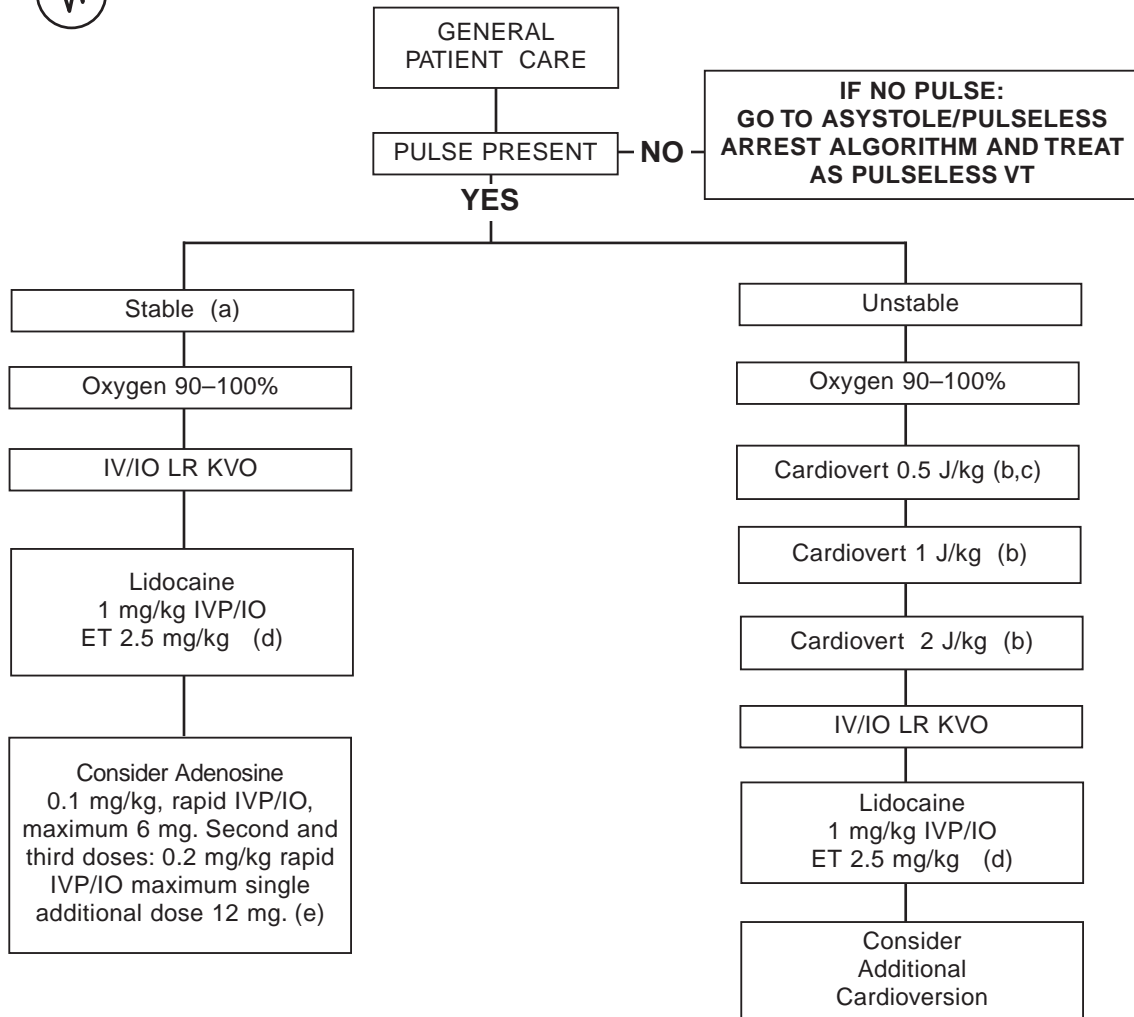 GENERAL
PATIENT CARE
PULSE PRESENT
NO
IF NO PULSE:
GO TO ASYSTOLE/PULSELESS
ARREST ALGORITHM AND TREAT
AS PULSELESS VT
YES
Stable (a)
Oxygen 90–100%
IV/IO LR KVO
Lidocaine
1 mg/kg IVP/IO
ET 2.5 mg/kg (d)
Consider Adenosine
0.1 mg/kg, rapid IVP/IO,
maximum 6 mg. Second and
third doses: 0.2 mg/kg rapid
IVP/IO maximum single
additional dose 12 mg. (e)
Unstable
Oxygen 90–100%
Cardiovert 0.5 J/kg (b,c)
Cardiovert 1 J/kg (b)
Cardiovert 2 J/kg (b)
IV/IO LR KVO
Lidocaine
1 mg/kg IVP/IO
ET 2.5 mg/kg (d)
Consider
Additional
Cardioversion